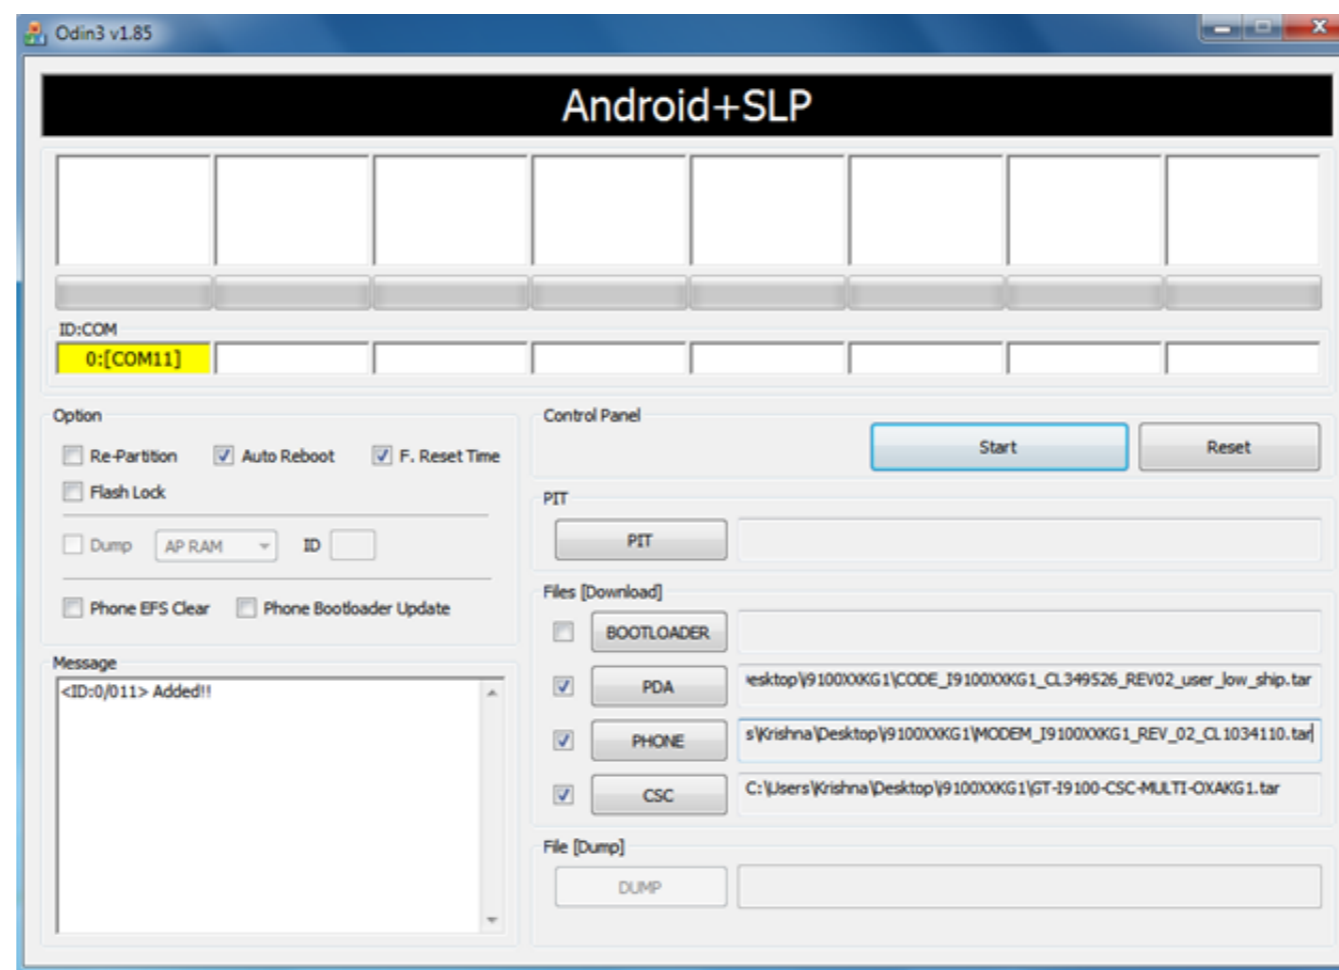 Odin3 v1.85
Android+SLP
ID:COM
0:[COM11]
Option
Re-Partition Auto Reboot F. Reset Time
Flash Lock
Dump AP RAM ID
Phone EFS Clear Phone Bootloader Update
Message
<ID:0/011> Added!!
Control Panel
Start Reset
PIT
PIT
Files [Download]
BOOTLOADER
PDA esktop\i9100XXKG1\CODE_I9100XXKG1_CL349526_REV02_user_low_ship.tar
PHONE s\Krishna\Desktop\i9100XXKG1\MODEM_I9100XXKG1_REV_02_CL1034110.tar
CSC C:\Users\Krishna\Desktop\i9100XXKG1\GT-I9100-CSC-MULTI-OXAKG1.tar
File [Dump]
DUMP